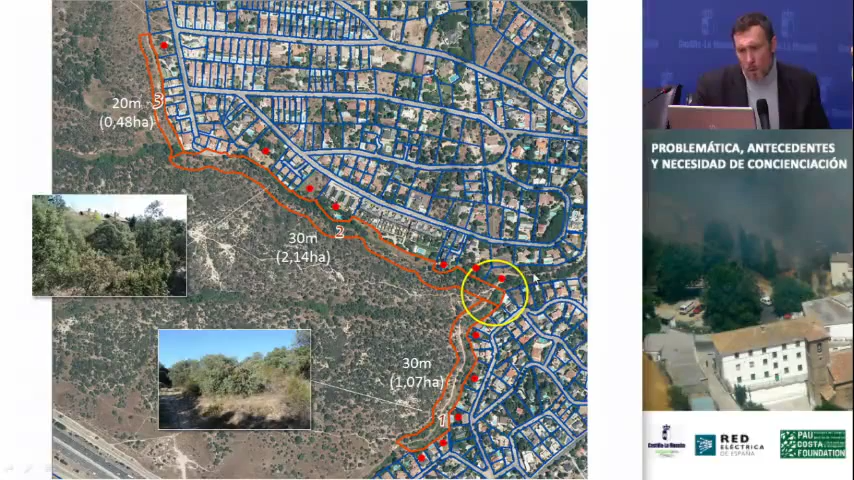 20m
(0,48ha)
3
30m
(2,14ha)
2
30m
(1,07ha)
1
PROBLEMÁTICA, ANTECEDENTES
Y NECESIDAD DE CONCIENCIACIÓN
Castilla-La Mancha
RED
ELÉCTRICA
DE ESPAÑA
PAU
COSTA
FOUNDATION